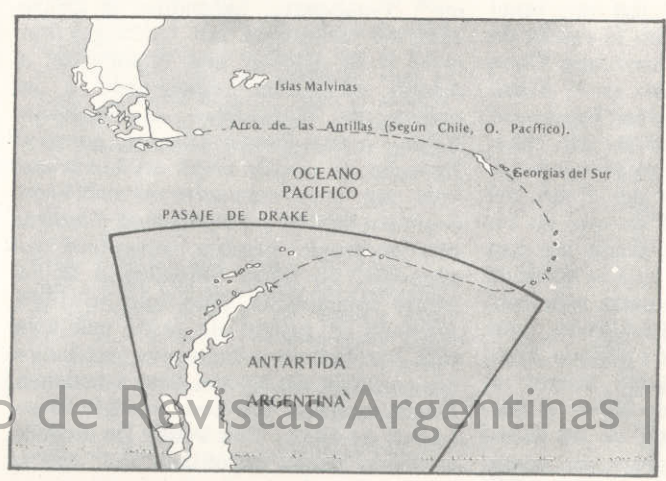 Islas Malvinas
Arco de las Antillas (Según Chile, O. Pacífico).
Georgias del Sur
OCEANO
PACIFICO
PASAJE DE DRAKE
ANTARTIDA
ARGENTINA
o de Revistas Argentinas |